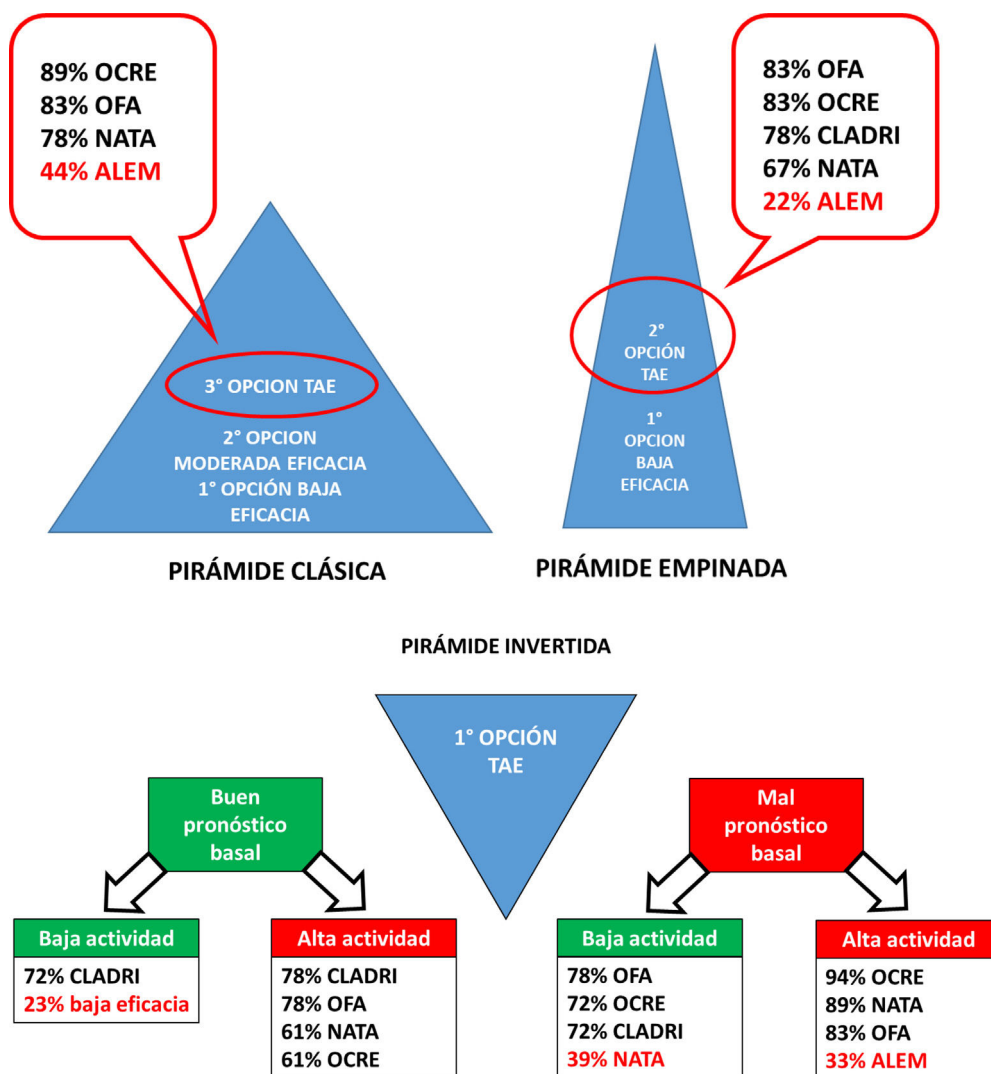 89% OCRE
83% OFA
78% NATA
44% ALEM
83% OFA
83% OCRE
78% CLADRI
67% NATA
22% ALEM
3° OPCION TAE
2° OPCION
MODERADA EFICACIA
1° OPCIÓN BAJA
EFICACIA
2°
OPCIÓN
TAE
1°
OPCION
BAJA
EFICACIA
PIRÁMIDE CLÁSICA
PIRÁMIDE EMPINADA
PIRÁMIDE INVERTIDA
1° OPCIÓN
TAE
Buen
pronóstico
basal
Mal
pronóstico
basal
Baja actividad
72% CLADRI
23% baja eficacia
Alta actividad
78% CLADRI
78% OFA
61% NATA
61% OCRE
Baja actividad
78% OFA
72% OCRE
72% CLADRI
39% NATA
Alta actividad
94% OCRE
89% NATA
83% OFA
33% ALEM